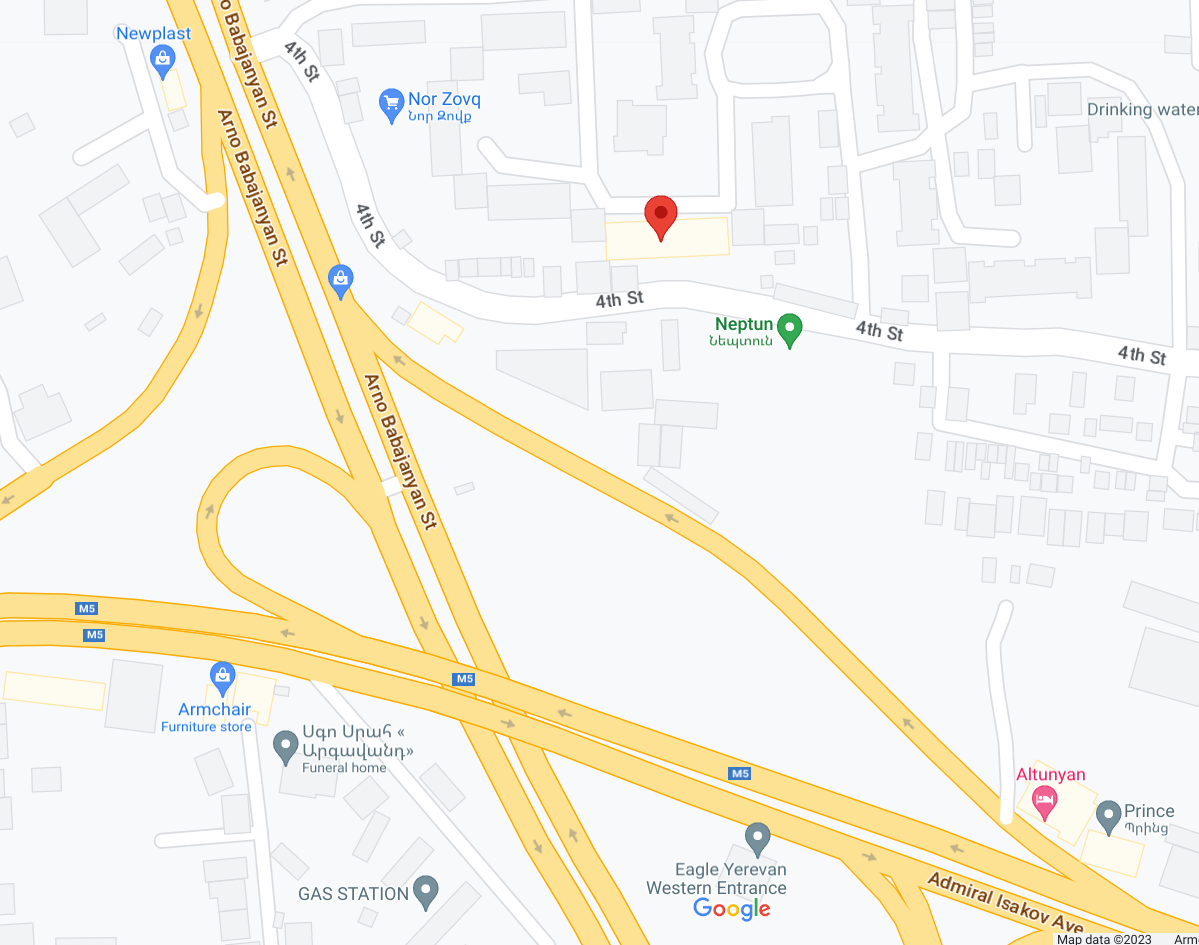 Newplast
Arno Babajanyan St
4th St
Nor Zovq
Նոր Զովք
Drinking water
Arno Babajanyan St
4th St
4th St
Neptun
Նեպտուն
4th St
4th St
Arno Babajanyan St
M5
M5
M5
Armchair
Furniture store
Սգո Սրահ «
Արգավանդ»
Funeral home
M5
Altunyan
Prince
Պրինց
Eagle Yerevan
Western Entrance
GAS STATION
Admiral Isakov Ave
Google
Map data ©2023 Arm